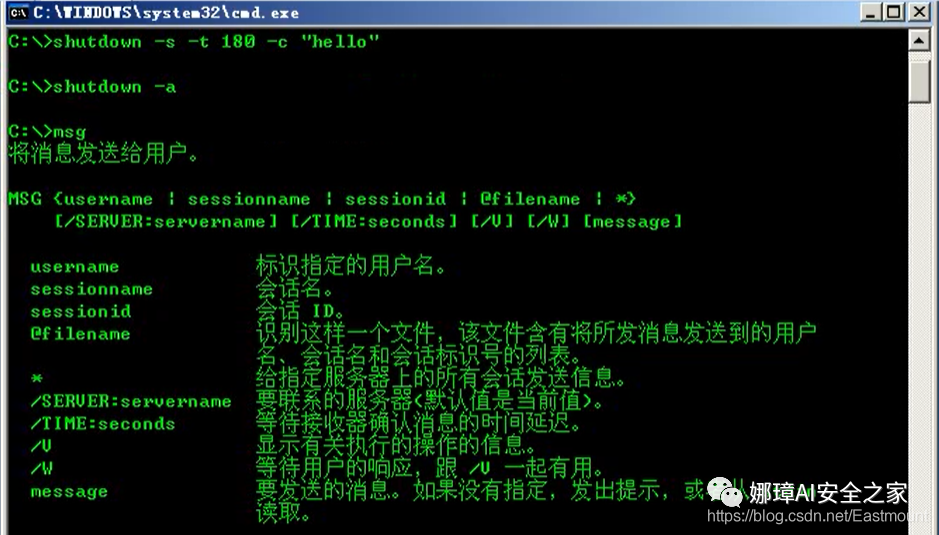 C:\WINDOWS\system32\cmd.exe
C:\>shutdown -s -t 180 -c "hello"
C:\>shutdown -a
C:\>msg
将消息发送给用户。
MSG {username | sessionname | sessionid | @filename | *}
[/SERVER:servername] [/TIME:seconds] [/V] [/W] [message]
username 标识指定的用户名。
sessionname 会话名。
sessionid 会话 ID。
@filename 识别这样一个文件，该文件含有将所发消息发送到的用户
名、会话名和会话标识号的列表。
* 给指定服务器上的所有会话发送信息。
/SERVER:servername 要联系的服务器(默认值是当前值)。
/TIME:seconds 等待接收器确认消息的时间延迟。
/V 显示有关执行的操作的信息。
/W 等待用户的响应，跟 /V 一起有用。
message 要发送的消息。如果没有指定，发出提示，或
读取。
娜璋AI安全之家
https://blog.csdn.net/Eastmount